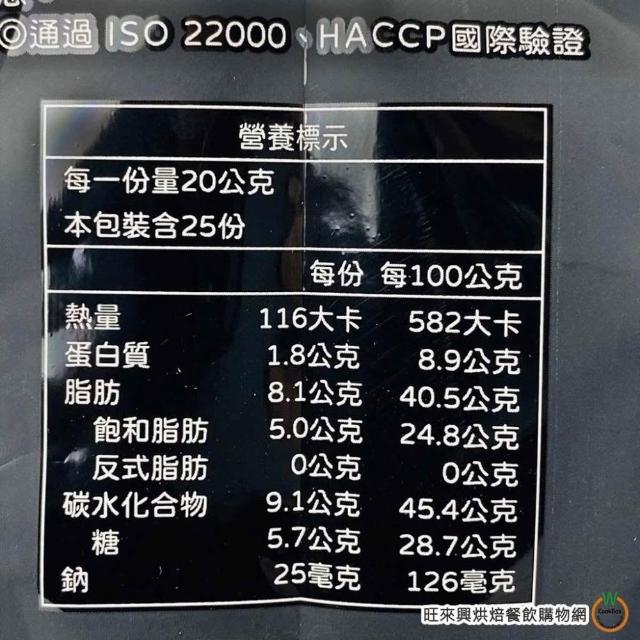 ◎通過 ISO 22000、HACCP國際驗證
營養標示
每一份量20公克
本包裝含25份
每份 每100公克
熱量 116大卡 582大卡
蛋白質 1.8公克 8.9公克
脂肪 8.1公克 40.5公克
飽和脂肪 5.0公克 24.8公克
反式脂肪 0公克 0公克
碳水化合物 9.1公克 45.4公克
糖 5.7公克 28.7公克
鈉 25毫克 126毫克
旺來興烘焙餐飲購物網
CookBox